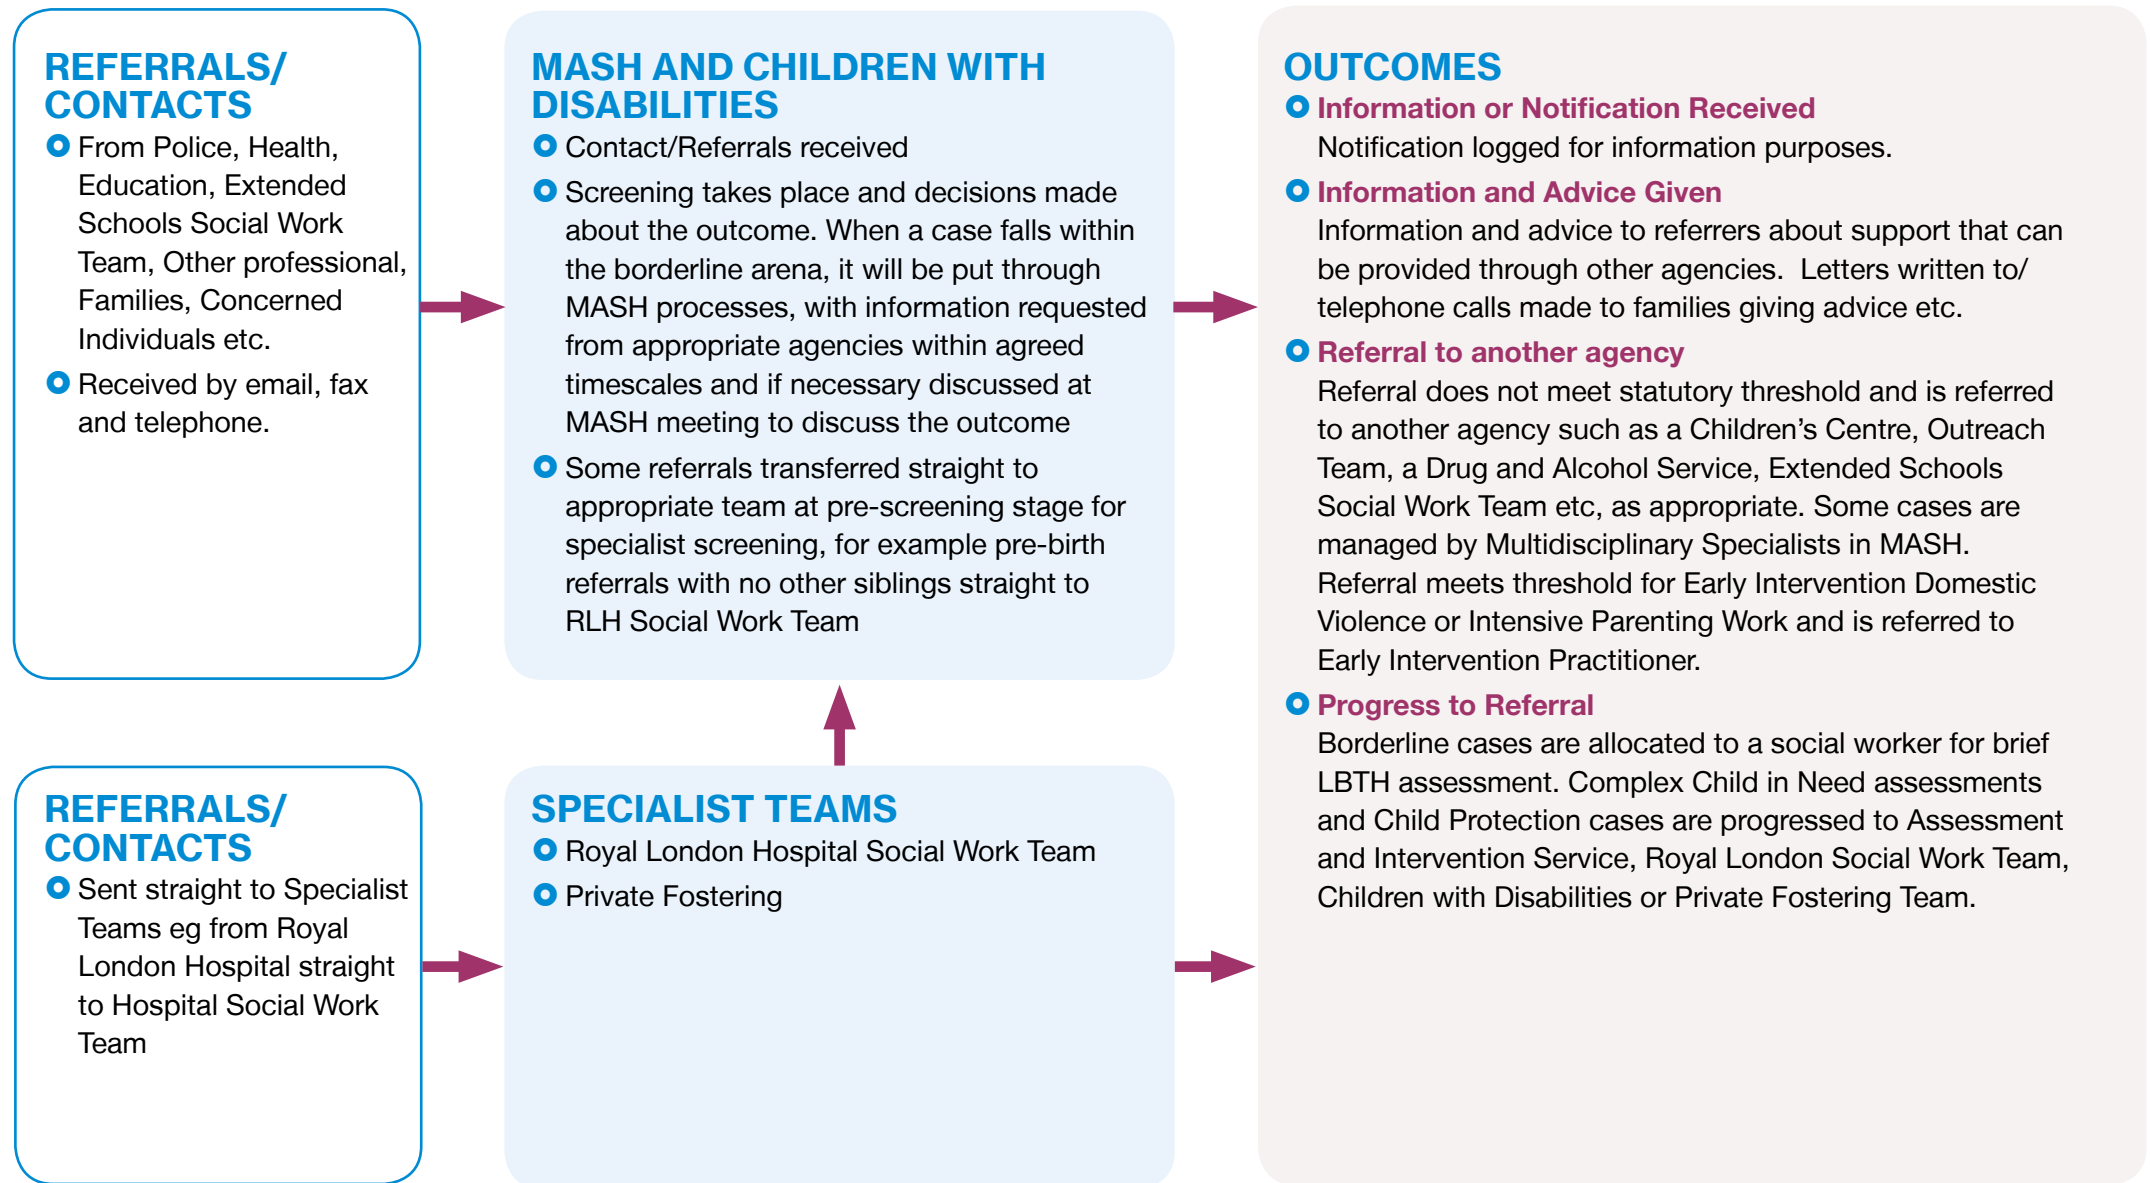 REFERRALS/
CONTACTS
From Police, Health,
Education, Extended
Schools Social Work
Team, Other professional,
Families, Concerned
Individuals etc.
Received by email, fax
and telephone.
MASH AND CHILDREN WITH
DISABILITIES
Contact/Referrals received
Screening takes place and decisions made
about the outcome. When a case falls within
the borderline arena, it will be put through
MASH processes, with information requested
from appropriate agencies within agreed
timescales and if necessary discussed at
MASH meeting to discuss the outcome
Some referrals transferred straight to
appropriate team at pre-screening stage for
specialist screening, for example pre-birth
referrals with no other siblings straight to
RLH Social Work Team
REFERRALS/
CONTACTS
Sent straight to Specialist
Teams eg from Royal
London Hospital straight
to Hospital Social Work
Team
SPECIALIST TEAMS
Royal London Hospital Social Work Team
Private Fostering
OUTCOMES
Information or Notification Received
Notification logged for information purposes.
Information and Advice Given
Information and advice to referrers about support that can
be provided through other agencies.  Letters written to/
telephone calls made to families giving advice etc.
Referral to another agency
Referral does not meet statutory threshold and is referred
to another agency such as a Children’s Centre, Outreach
Team, a Drug and Alcohol Service, Extended Schools
Social Work Team etc, as appropriate. Some cases are
managed by Multidisciplinary Specialists in MASH.
Referral meets threshold for Early Intervention Domestic
Violence or Intensive Parenting Work and is referred to
Early Intervention Practitioner.
Progress to Referral
Borderline cases are allocated to a social worker for brief
LBTH assessment. Complex Child in Need assessments
and Child Protection cases are progressed to Assessment
and Intervention Service, Royal London Social Work Team,
Children with Disabilities or Private Fostering Team.